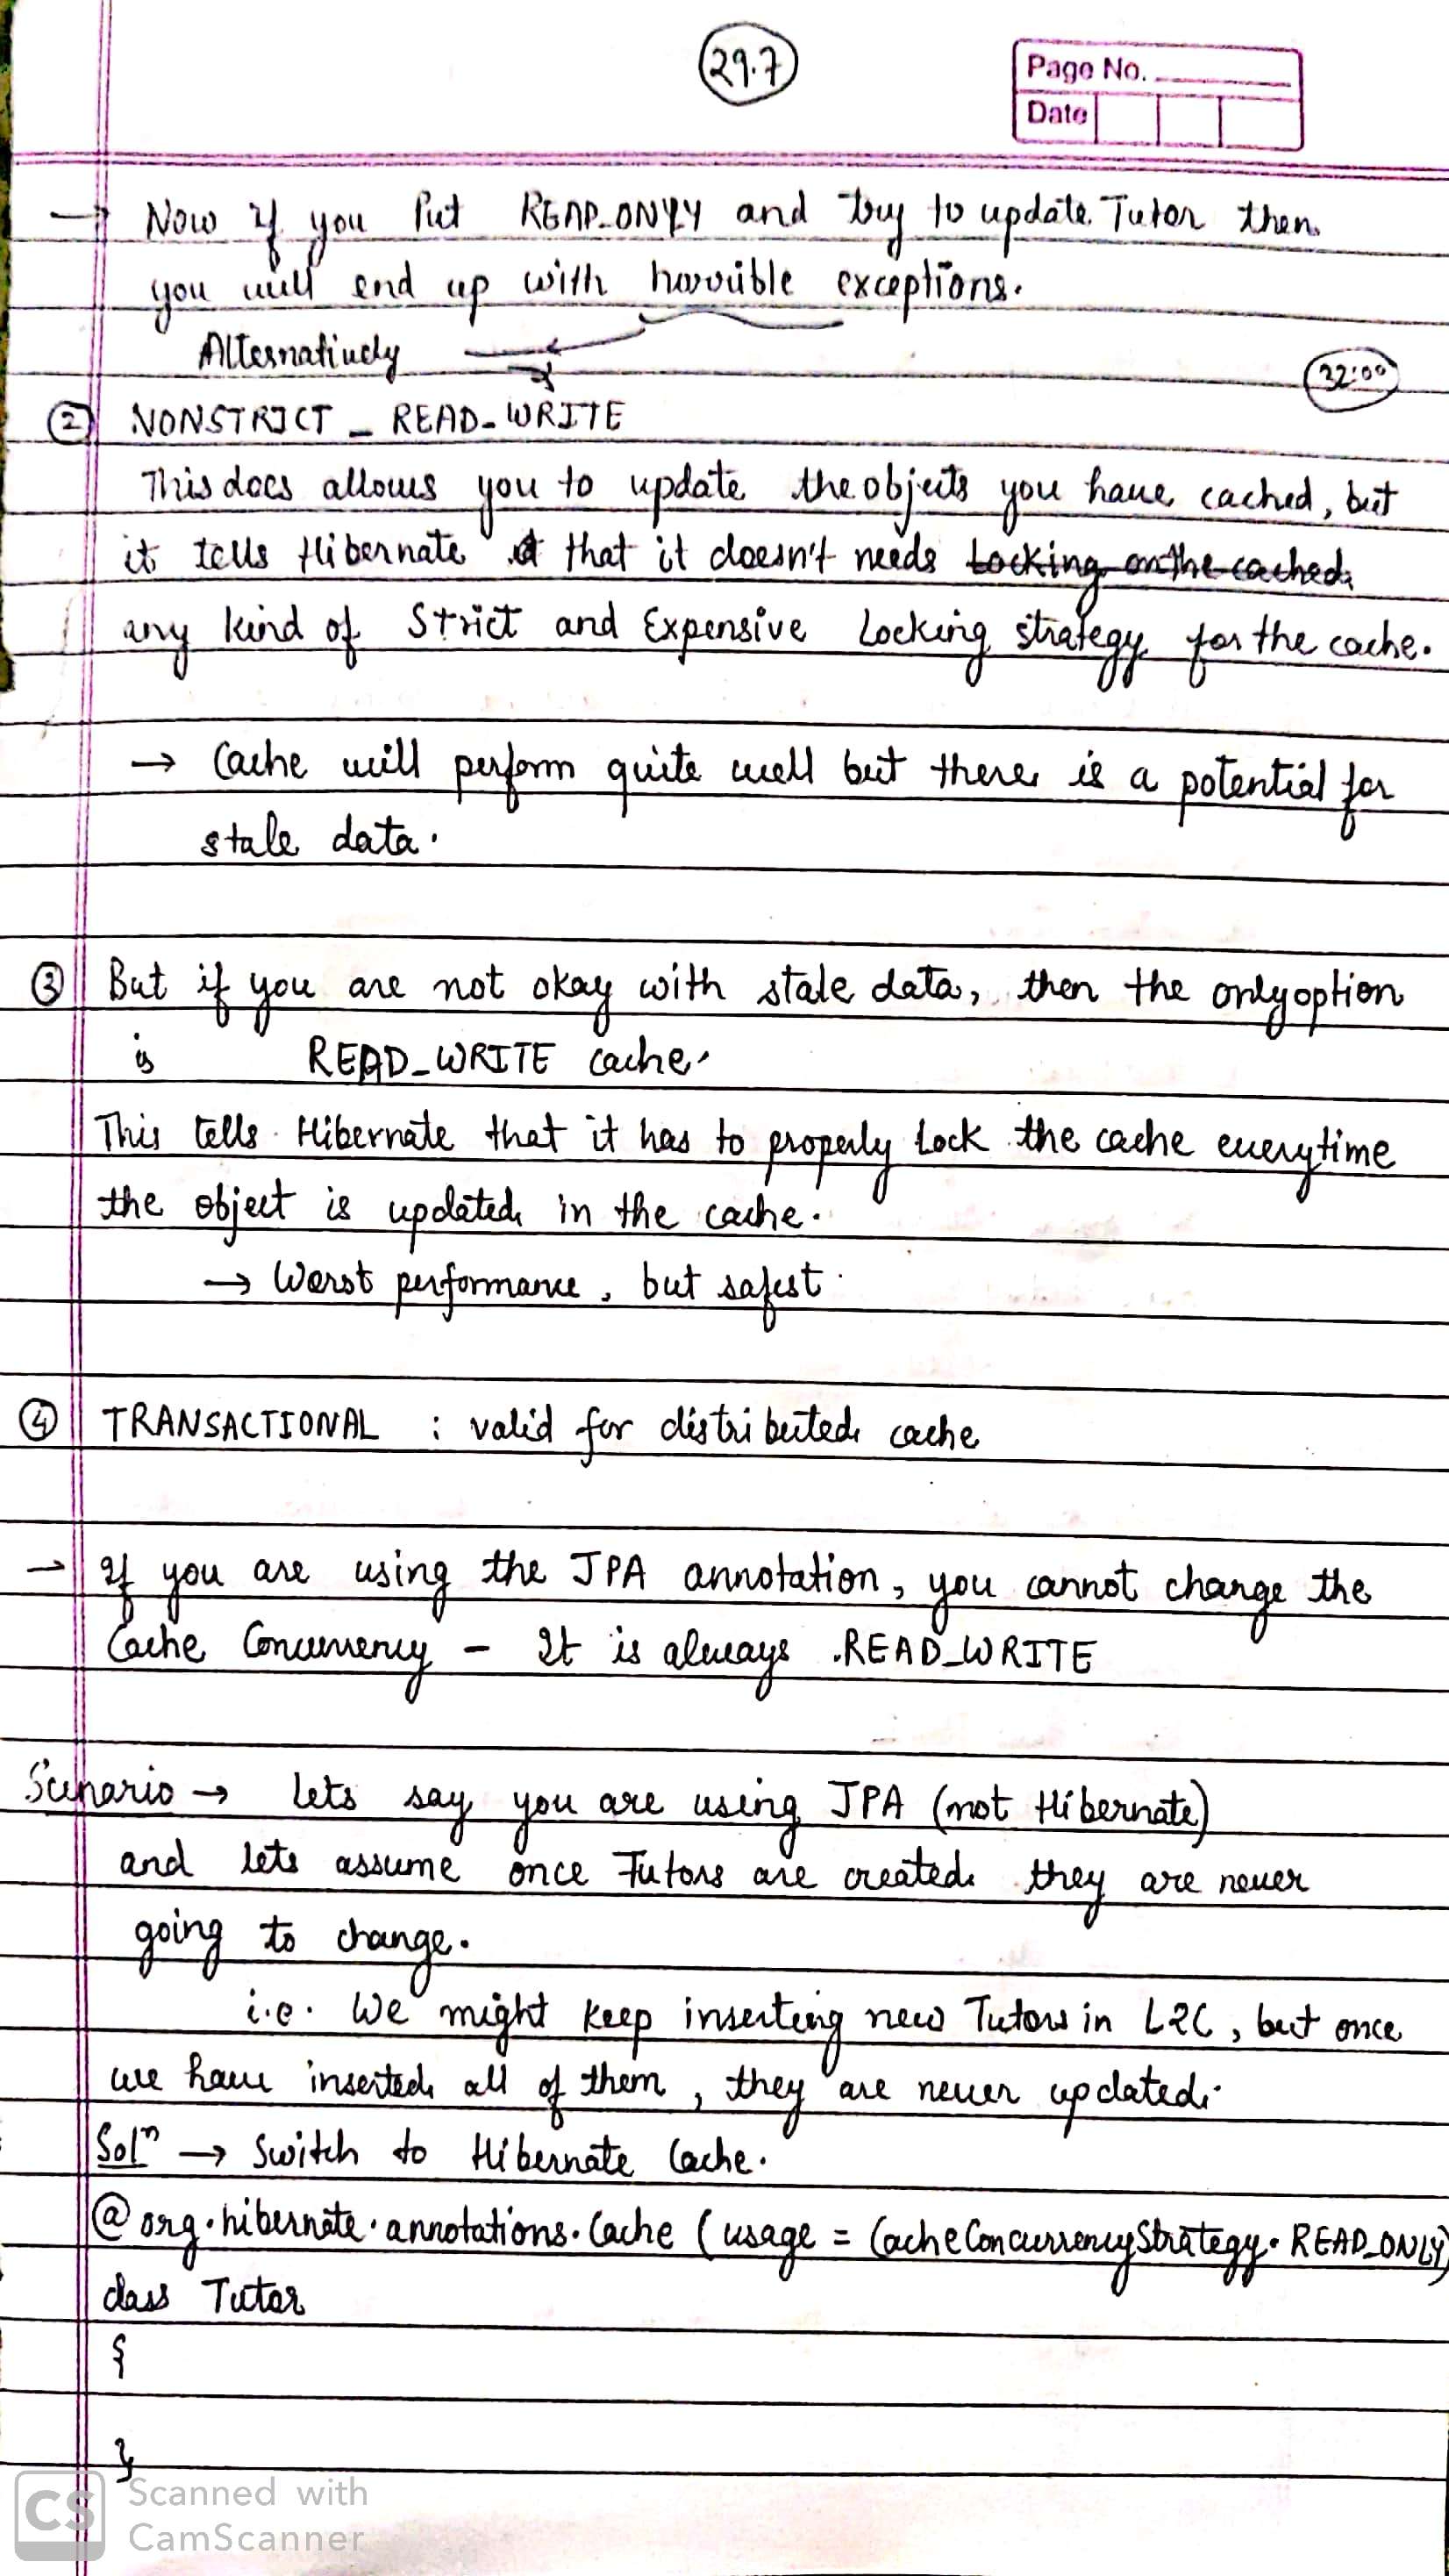 29.7
Page No.
Date
→ Now if you Put READ_ONLY and try to update Tutor then
you will end up with horrible exceptions.
Alternatively
32:00
② NONSTRICT _ READ_WRITE
This does allows you to update the objects you have cached, but
it tells Hibernate that it doesn't needs Locking on the cached
any kind of Strict and Expensive Locking strategy for the cache.
→ Cache will perform quite well but there is a potential for
stale data.
③ But if you are not okay with stale data, then the only option
is READ_WRITE cache.
This tells Hibernate that it has to properly Lock the cache everytime
the object is updated in the cache.
→ Worst performance, but safest.
④ TRANSACTIONAL : valid for distributed cache
→ If you are using the JPA annotation, you cannot change the
Cache Concurrency - It is always READ_WRITE
Scenario → lets say you are using JPA (not Hibernate)
and lets assume once Tutors are created they are never
going to change.
i.e. We might keep inserting new Tutors in L2C, but once
we have inserted all of them, they are never updated.
Solⁿ → Switch to Hibernate Cache.
@org.hibernate.annotations.Cache (usage = CacheConcurrencyStrategy.READ_ONLY)
class Tutor
{
}
CS Scanned with
CamScanner